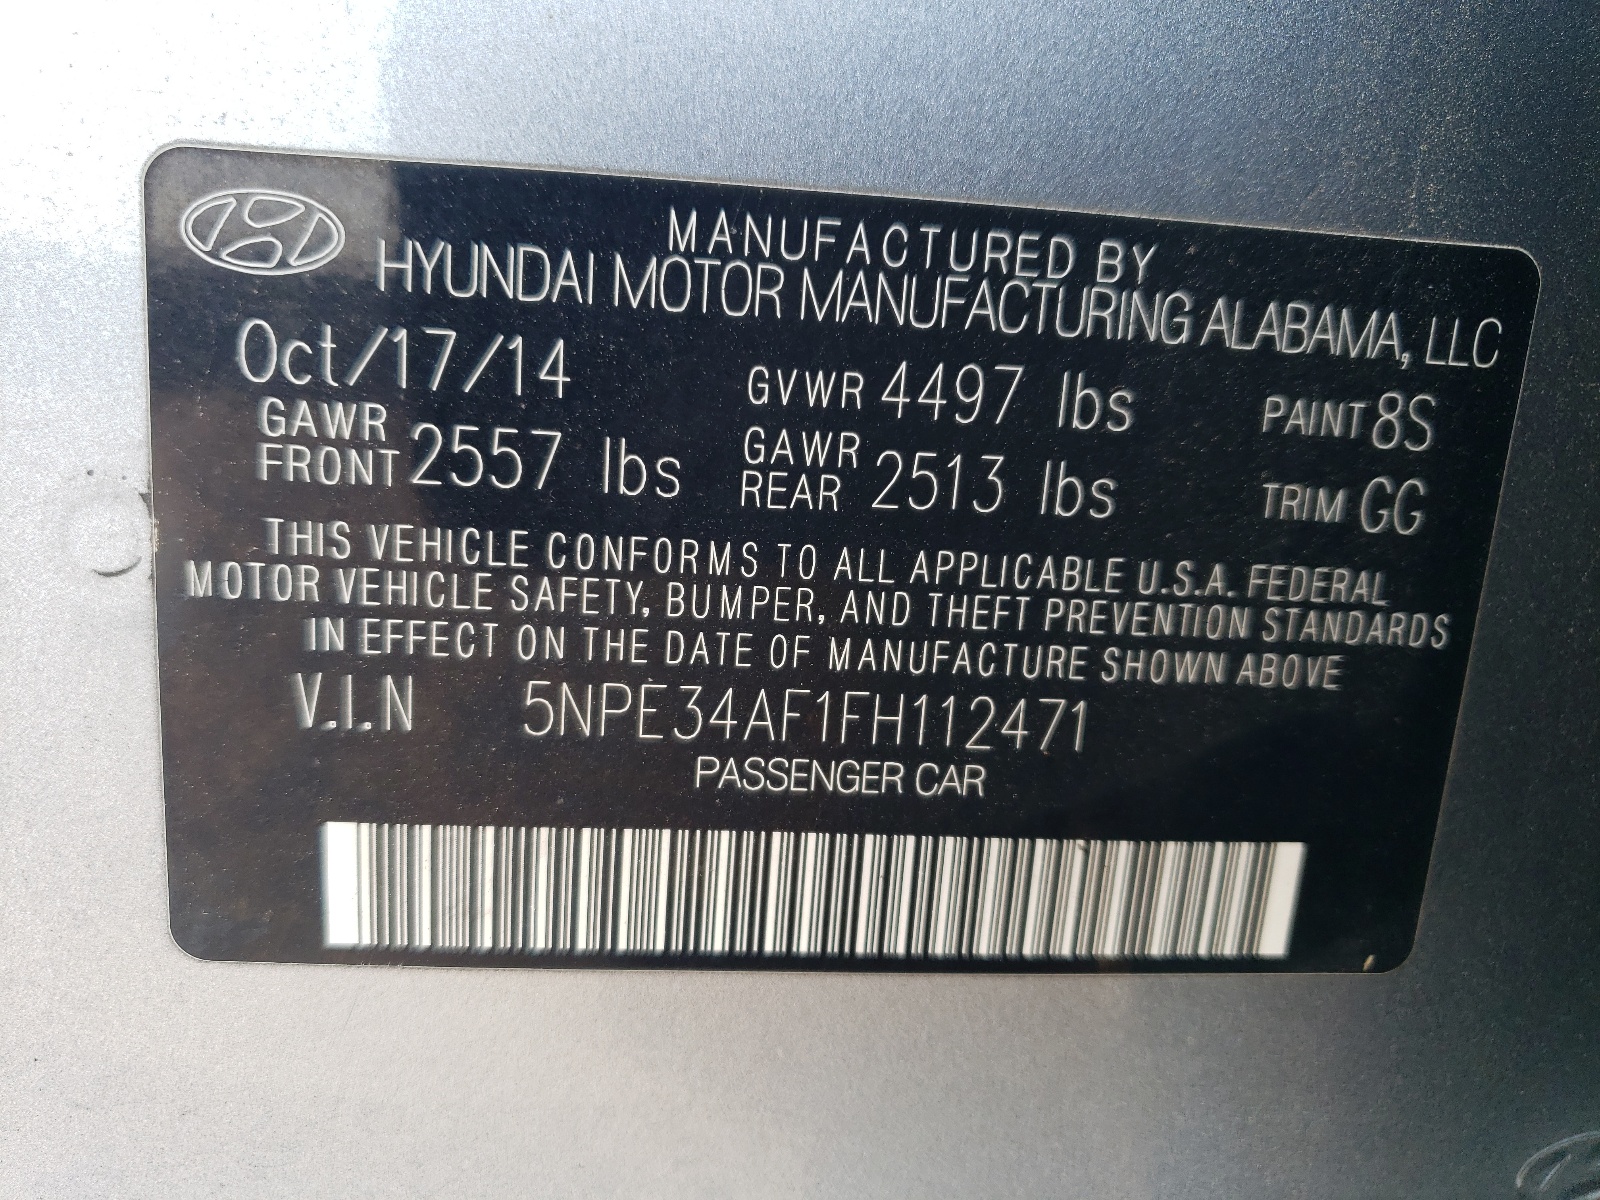 MANUFACTURED BY
HYUNDAI MOTOR MANUFACTURING ALABAMA, LLC
Oct/17/14 GVWR 4497 lbs PAINT 8S
GAWR FRONT 2557 lbs GAWR REAR 2513 lbs TRIM GG
THIS VEHICLE CONFORMS TO ALL APPLICABLE U.S.A. FEDERAL
MOTOR VEHICLE SAFETY, BUMPER, AND THEFT PREVENTION STANDARDS
IN EFFECT ON THE DATE OF MANUFACTURE SHOWN ABOVE
V.I.N 5NPE34AF1FH112471
PASSENGER CAR